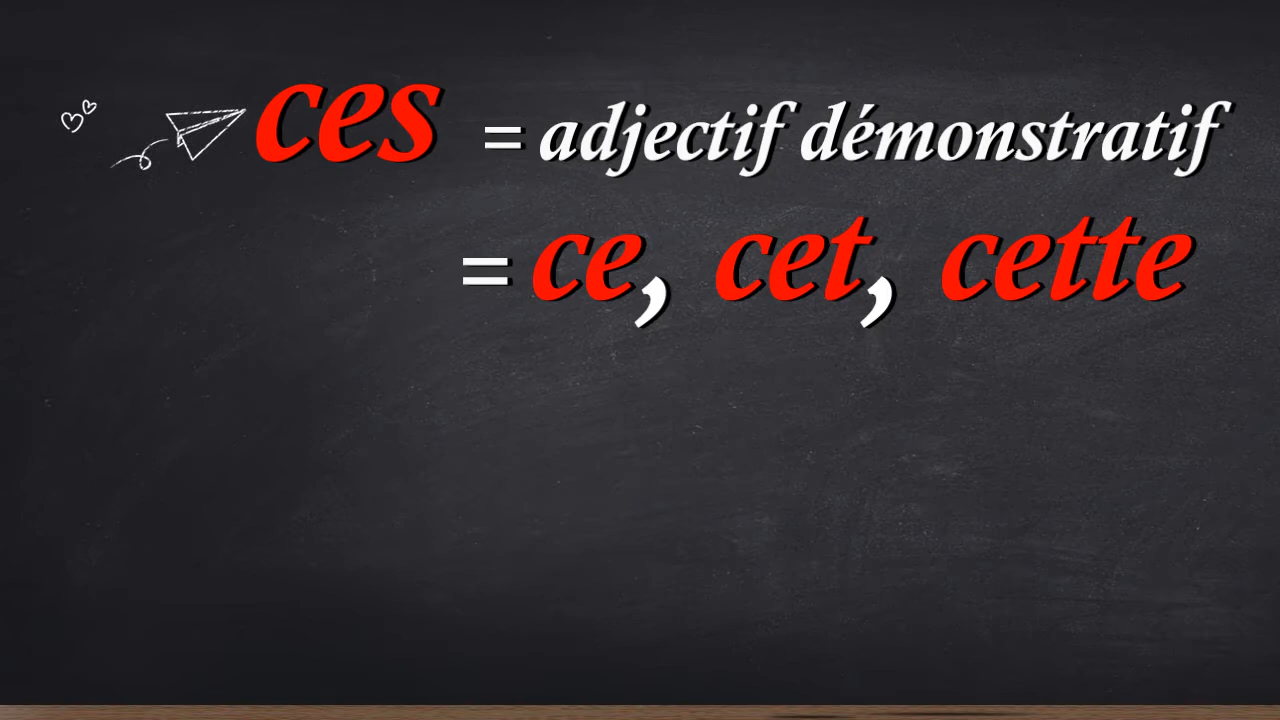 ces = adjectif démonstratif
= ce, cet, cette